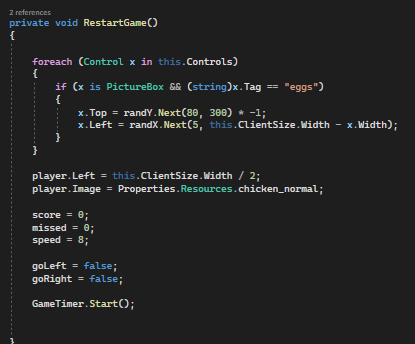 2 references
private void RestartGame()
{
foreach (Control x in this.Controls)
{
if (x is PictureBox && (string)x.Tag == "eggs")
{
x.Top = randY.Next(80, 300) * -1;
x.Left = randX.Next(5, this.ClientSize.Width - x.Width);
}
}
player.Left = this.ClientSize.Width / 2;
player.Image = Properties.Resources.chicken_normal;
score = 0;
missed = 0;
speed = 8;
goLeft = false;
goRight = false;
GameTimer.Start();
}